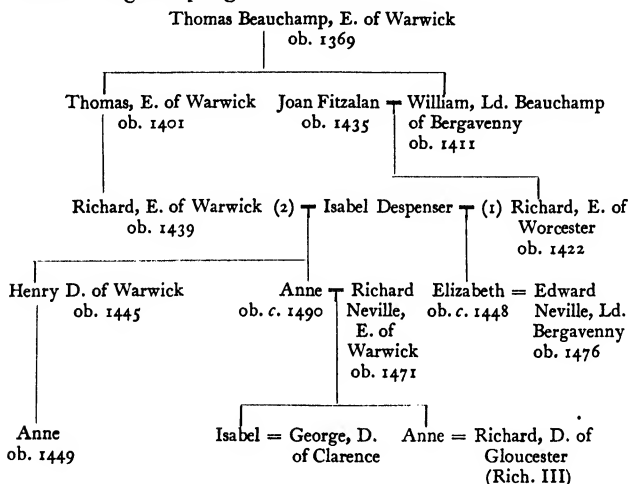 Thomas Beauchamp, E. of Warwick
ob. 1369
Thomas, E. of Warwick
ob. 1401
Joan Fitzalan
ob. 1435
William, Ld. Beauchamp
of Bergavenny
ob. 1411
Richard, E. of Warwick (2)
ob. 1439
Isabel Despenser
(1) Richard, E. of
Worcester
ob. 1422
Henry D. of Warwick
ob. 1445
Anne
ob. c. 1490
Richard
Neville,
E. of
Warwick
ob. 1471
Elizabeth = Edward
ob. c. 1448
Neville, Ld.
Bergavenny
ob. 1476
Anne
ob. 1449
Isabel = George, D.
of Clarence
Anne = Richard, D. of
Gloucester
(Rich. III)